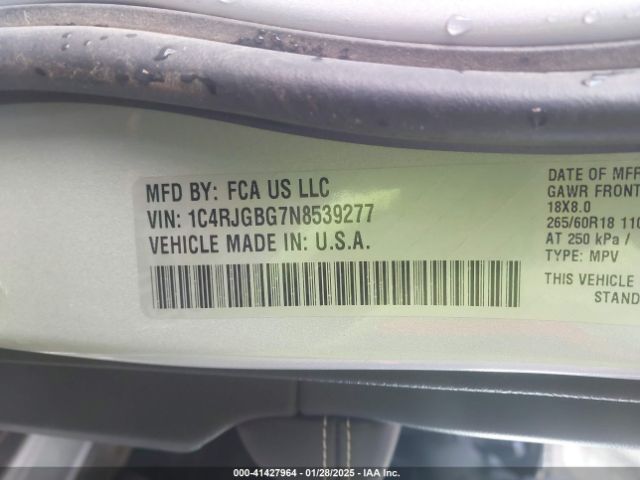 MFD BY: FCA US LLC
VIN: 1C4RJGBG7N8539277
VEHICLE MADE IN: U.S.A.
DATE OF MFR
GAWR FRONT
18X8.0
265/60R18 110
AT 250 kPa /
TYPE: MPV
THIS VEHICLE
STAND
000-41427964 | 01/28/2025 | IAA Inc.